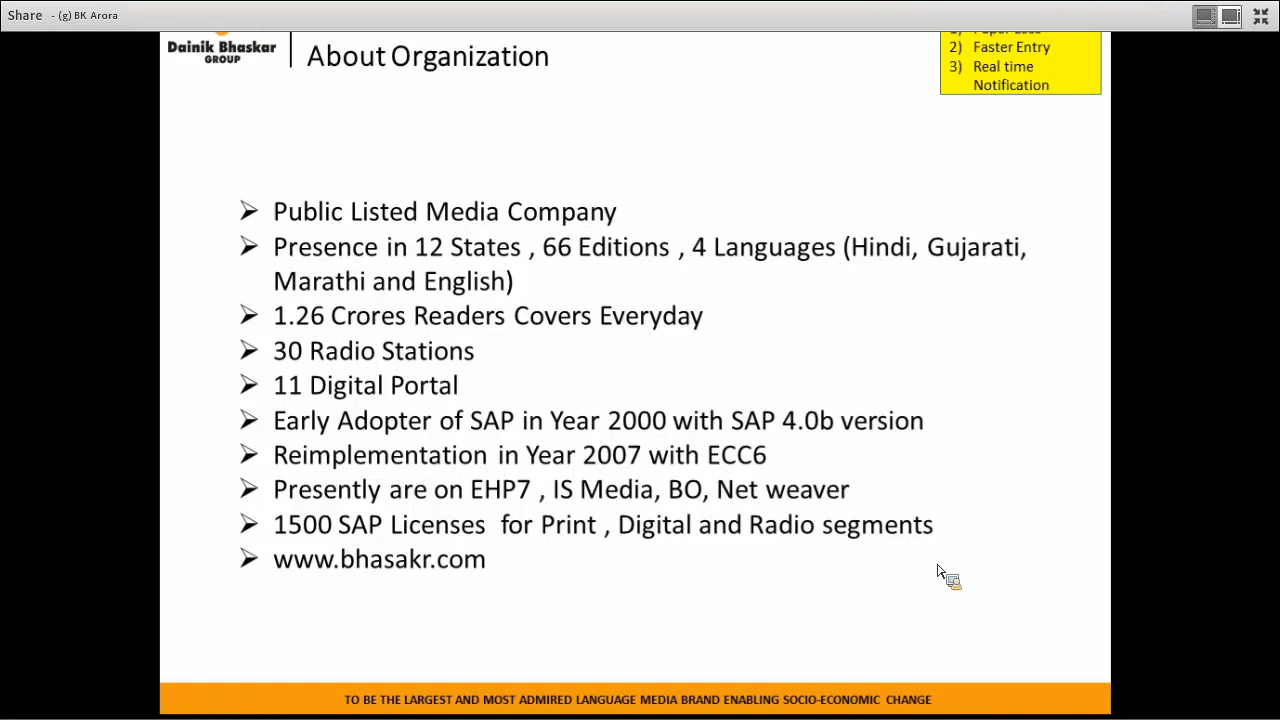 Share - (g) BK Arora
Dainik Bhaskar
GROUP
About Organization
2) Faster Entry
3) Real time
Notification
Public Listed Media Company
Presence in 12 States , 66 Editions , 4 Languages (Hindi, Gujarati,
Marathi and English)
1.26 Crores Readers Covers Everyday
30 Radio Stations
11 Digital Portal
Early Adopter of SAP in Year 2000 with SAP 4.0b version
Reimplementation in Year 2007 with ECC6
Presently are on EHP7 , IS Media, BO, Net weaver
1500 SAP Licenses for Print , Digital and Radio segments
www.bhasakr.com
TO BE THE LARGEST AND MOST ADMIRED LANGUAGE MEDIA BRAND ENABLING SOCIO-ECONOMIC CHANGE